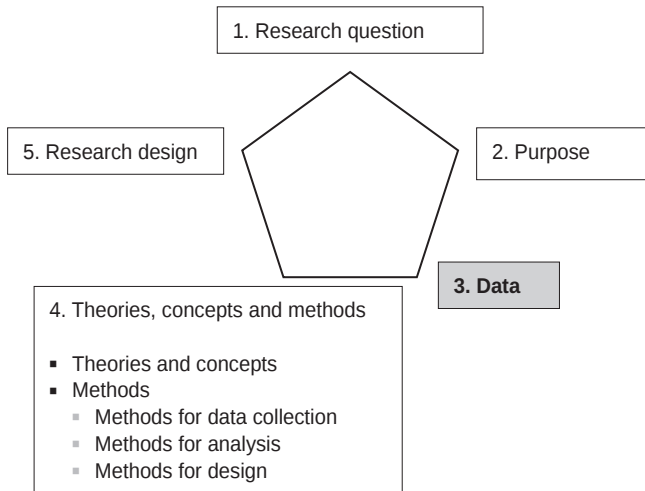 1. Research question
5. Research design
2. Purpose
3. Data
4. Theories, concepts and methods
▪ Theories and concepts
▪ Methods
▪ Methods for data collection
▪ Methods for analysis
▪ Methods for design